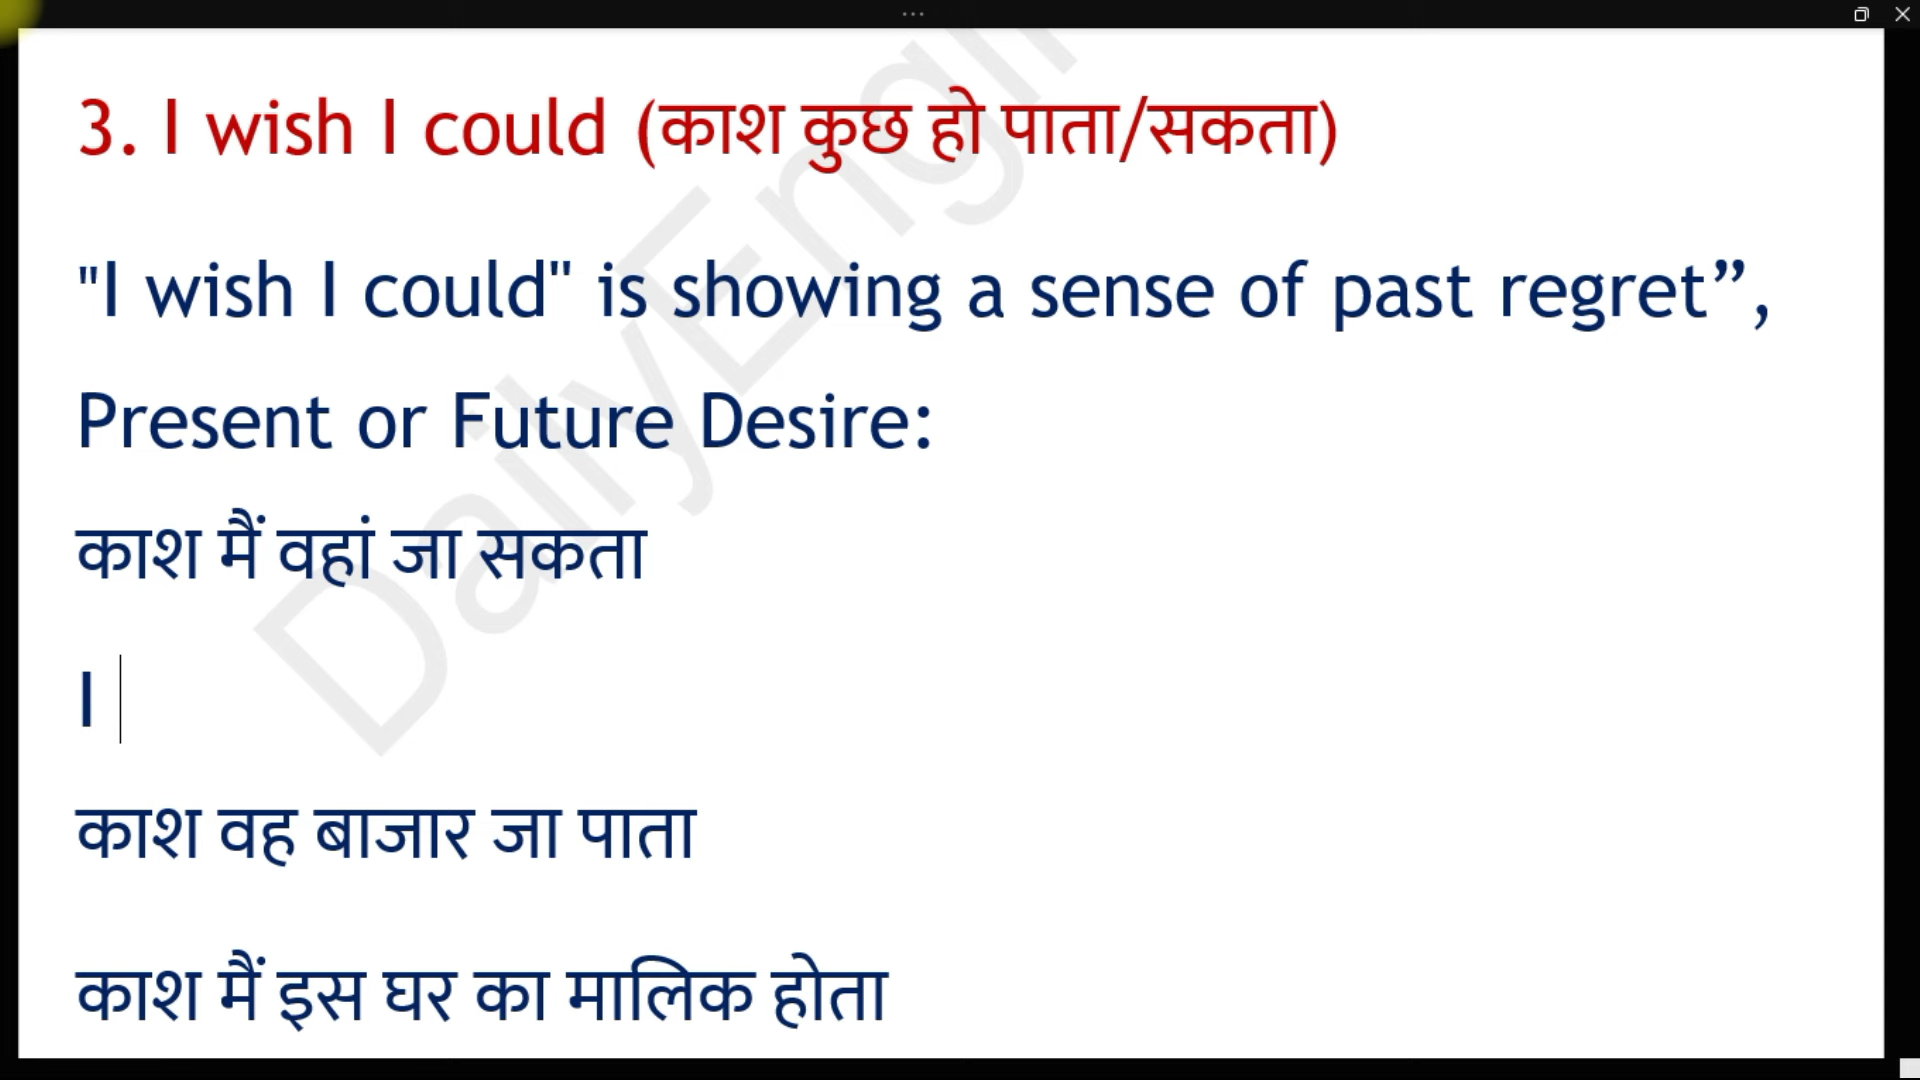 3. I wish I could (काश कुछ हो पाता/सकता)
"I wish I could" is showing a sense of past regret”,
Present or Future Desire:
काश मैं वहां जा सकता
I
काश वह बाजार जा पाता
काश मैं इस घर का मालिक होता
DailyEngli